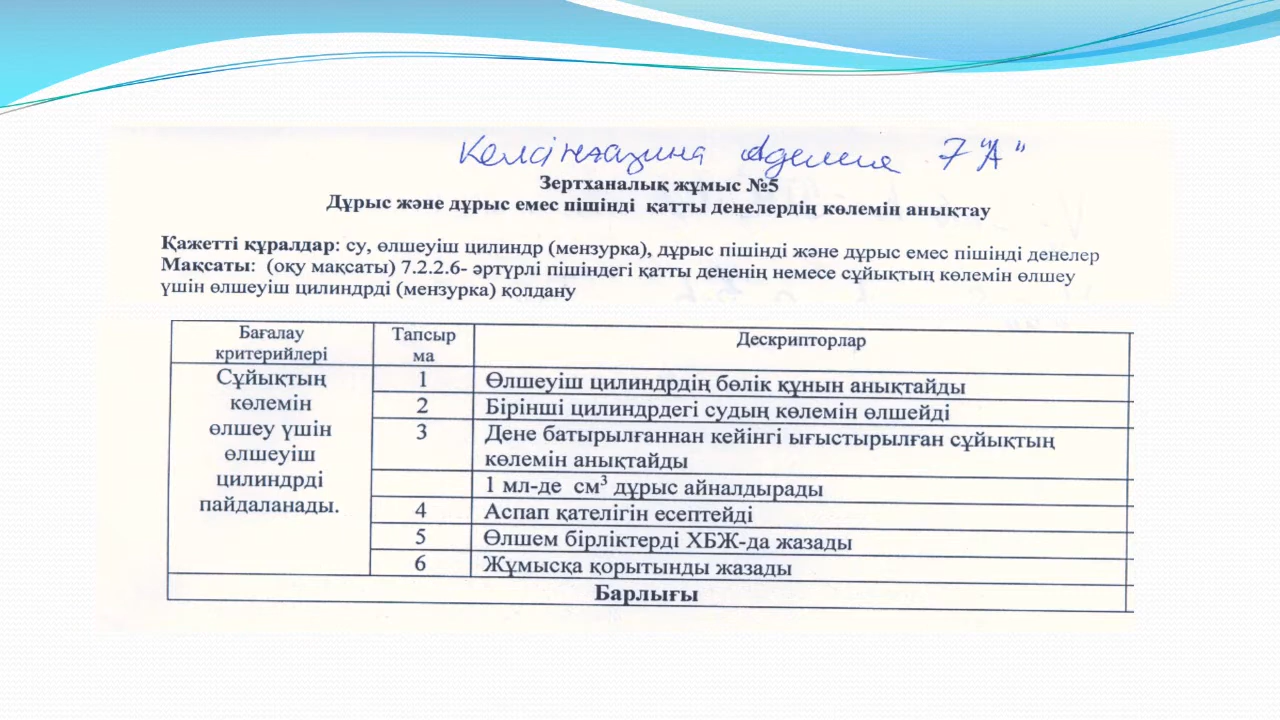 7 "А"
Зертханалық жұмыс №5
Дұрыс және дұрыс емес пішінді қатты денелердің көлемін анықтау
Қажетті құралдар: су, өлшеуіш цилиндр (мензурка), дұрыс пішінді және дұрыс емес пішінді денелер
Мақсаты: (оқу мақсаты) 7.2.2.6- әртүрлі пішіндегі қатты дененің немесе сұйықтың көлемін өлшеу
үшін өлшеуіш цилиндрді (мензурка) қолдану
Бағалау
критерийлері
Тапсыр
ма
Дескрипторлар
Сұйықтың
көлемін
өлшеу үшін
өлшеуіш
цилиндрді
пайдаланады.
1
Өлшеуіш цилиндрдің бөлік құнын анықтайды
2
Бірінші цилиндрдегі судың көлемін өлшейді
3
Дене батырылғаннан кейінгі ығыстырылған сұйықтың
көлемін анықтайды
1 мл-де см³ дұрыс айналдырады
4
Аспап қателігін есептейді
5
Өлшем бірліктерді ХБЖ-да жазады
6
Жұмысқа қорытынды жазады
Барлығы